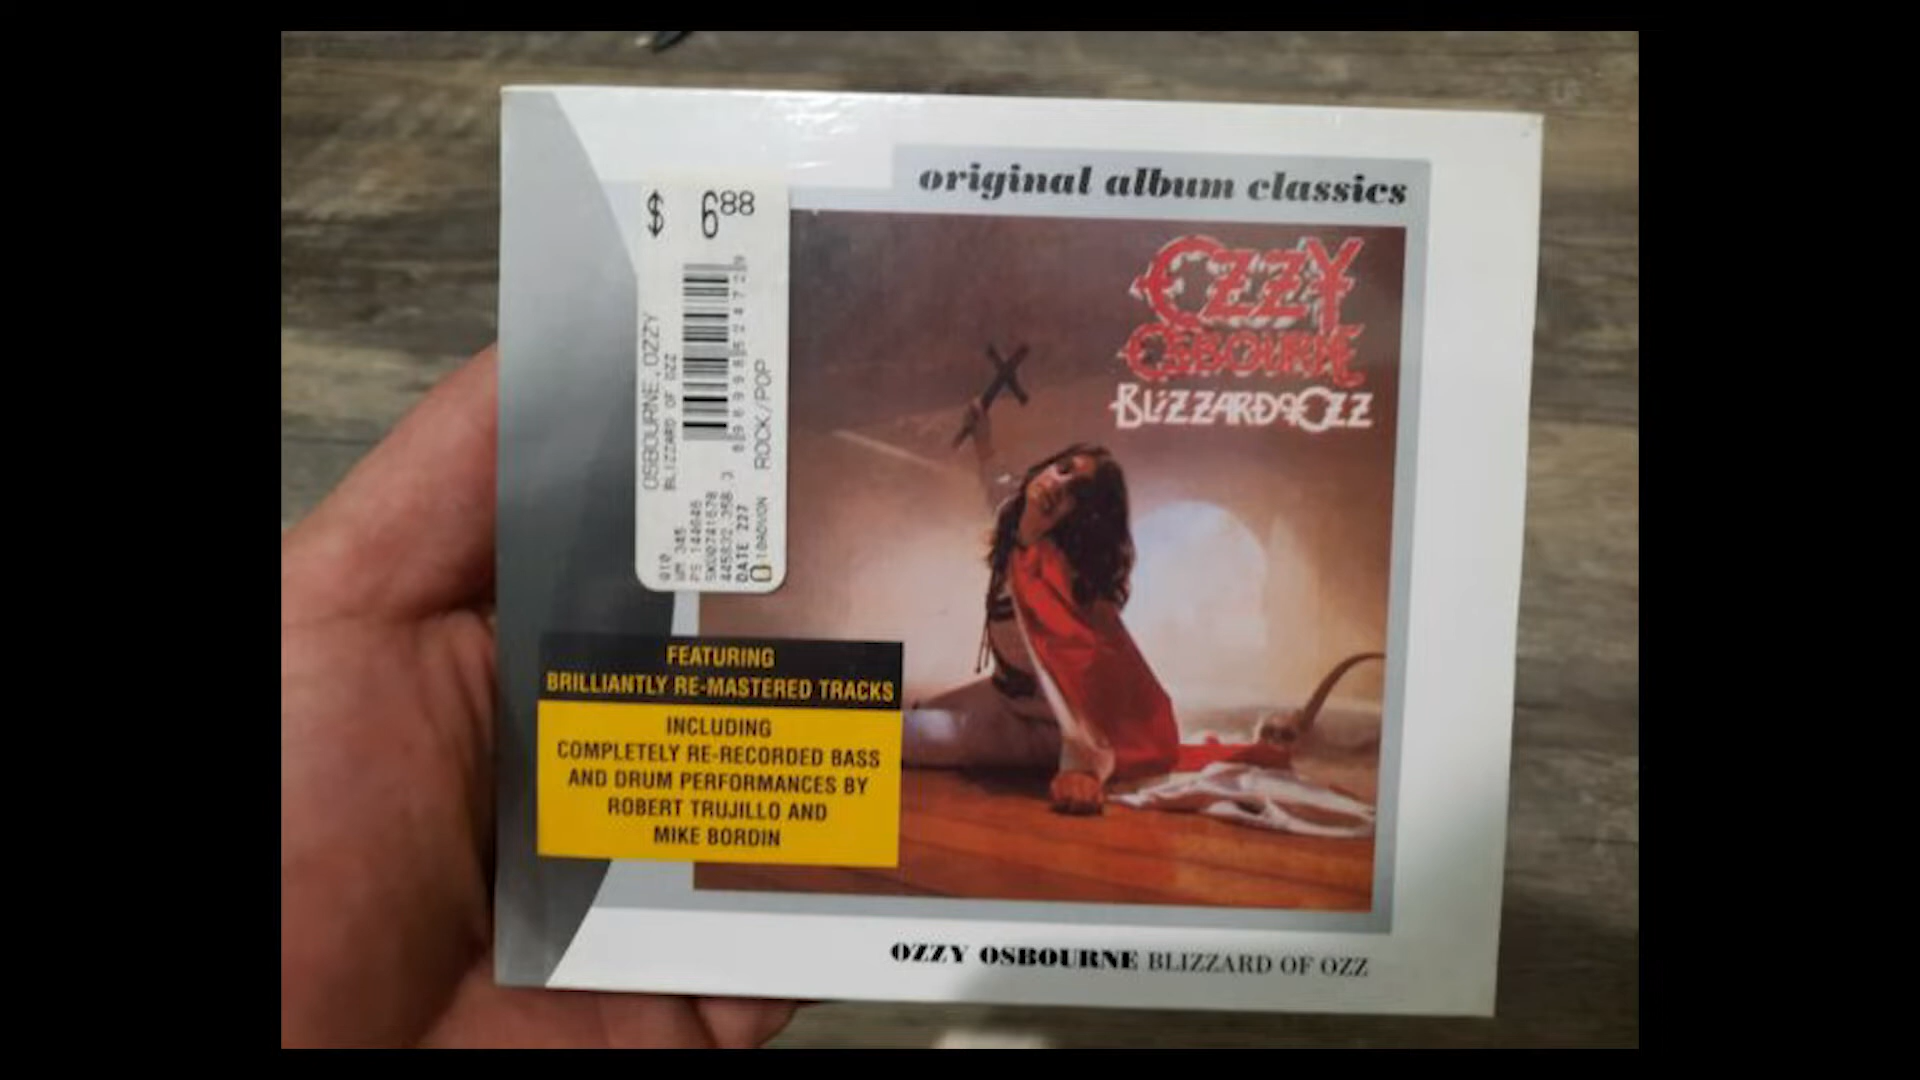 original album classics
$ 6.88
OSBOURNE, OZZY
BLIZZARD OF OZZ
ROCK/POP
DATE 227
OZZY
OSBOURNE
BLIZZARD OF OZZ
FEATURING
BRILLIANTLY RE-MASTERED TRACKS
INCLUDING
COMPLETELY RE-RECORDED BASS
AND DRUM PERFORMANCES BY
ROBERT TRUJILLO AND
MIKE BORDIN
OZZY OSBOURNE BLIZZARD OF OZZ